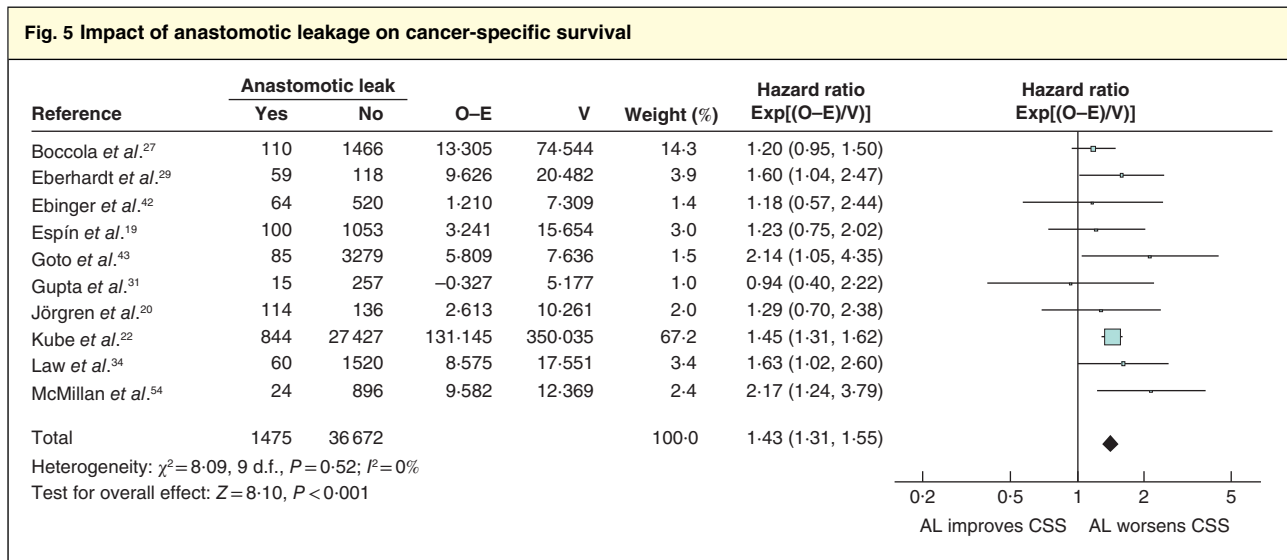 Fig. 5 Impact of anastomotic leakage on cancer-specific survival
Anastomotic leak Hazard ratio Hazard ratio
Reference Yes No O–E V Weight (%) Exp[(O–E)/V)] Exp[(O–E)/V)]
Boccola et al.27 110 1466 13·305 74·544 14·3 1·20 (0·95, 1·50)
Eberhardt et al.29 59 118 9·626 20·482 3·9 1·60 (1·04, 2·47)
Ebinger et al.42 64 520 1·210 7·309 1·4 1·18 (0·57, 2·44)
Espín et al.19 100 1053 3·241 15·654 3·0 1·23 (0·75, 2·02)
Goto et al.43 85 3279 5·809 7·636 1·5 2·14 (1·05, 4·35)
Gupta et al.31 15 257 –0·327 5·177 1·0 0·94 (0·40, 2·22)
Jörgren et al.20 114 136 2·613 10·261 2·0 1·29 (0·70, 2·38)
Kube et al.22 844 27 427 131·145 350·035 67·2 1·45 (1·31, 1·62)
Law et al.34 60 1520 8·575 17·551 3·4 1·63 (1·02, 2·60)
McMillan et al.54 24 896 9·582 12·369 2·4 2·17 (1·24, 3·79)
Total 1475 36 672 100·0 1·43 (1·31, 1·55)
Heterogeneity: χ2 = 8·09, 9 d.f., P = 0·52; I2 = 0%
Test for overall effect: Z = 8·10, P < 0·001
0·2 0·5 1 2 5
AL improves CSS AL worsens CSS